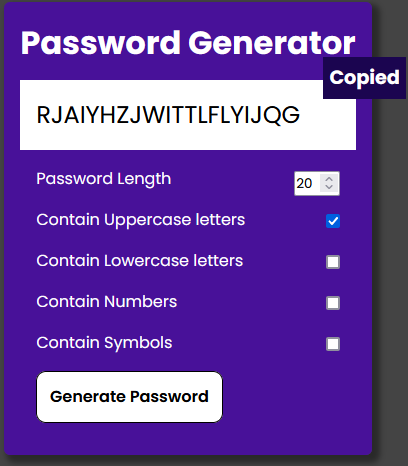 Password Generator
Copied
RJAIYHZJWITTLFLYIJQG
Password Length
20
Contain Uppercase letters
Contain Lowercase letters
Contain Numbers
Contain Symbols
Generate Password